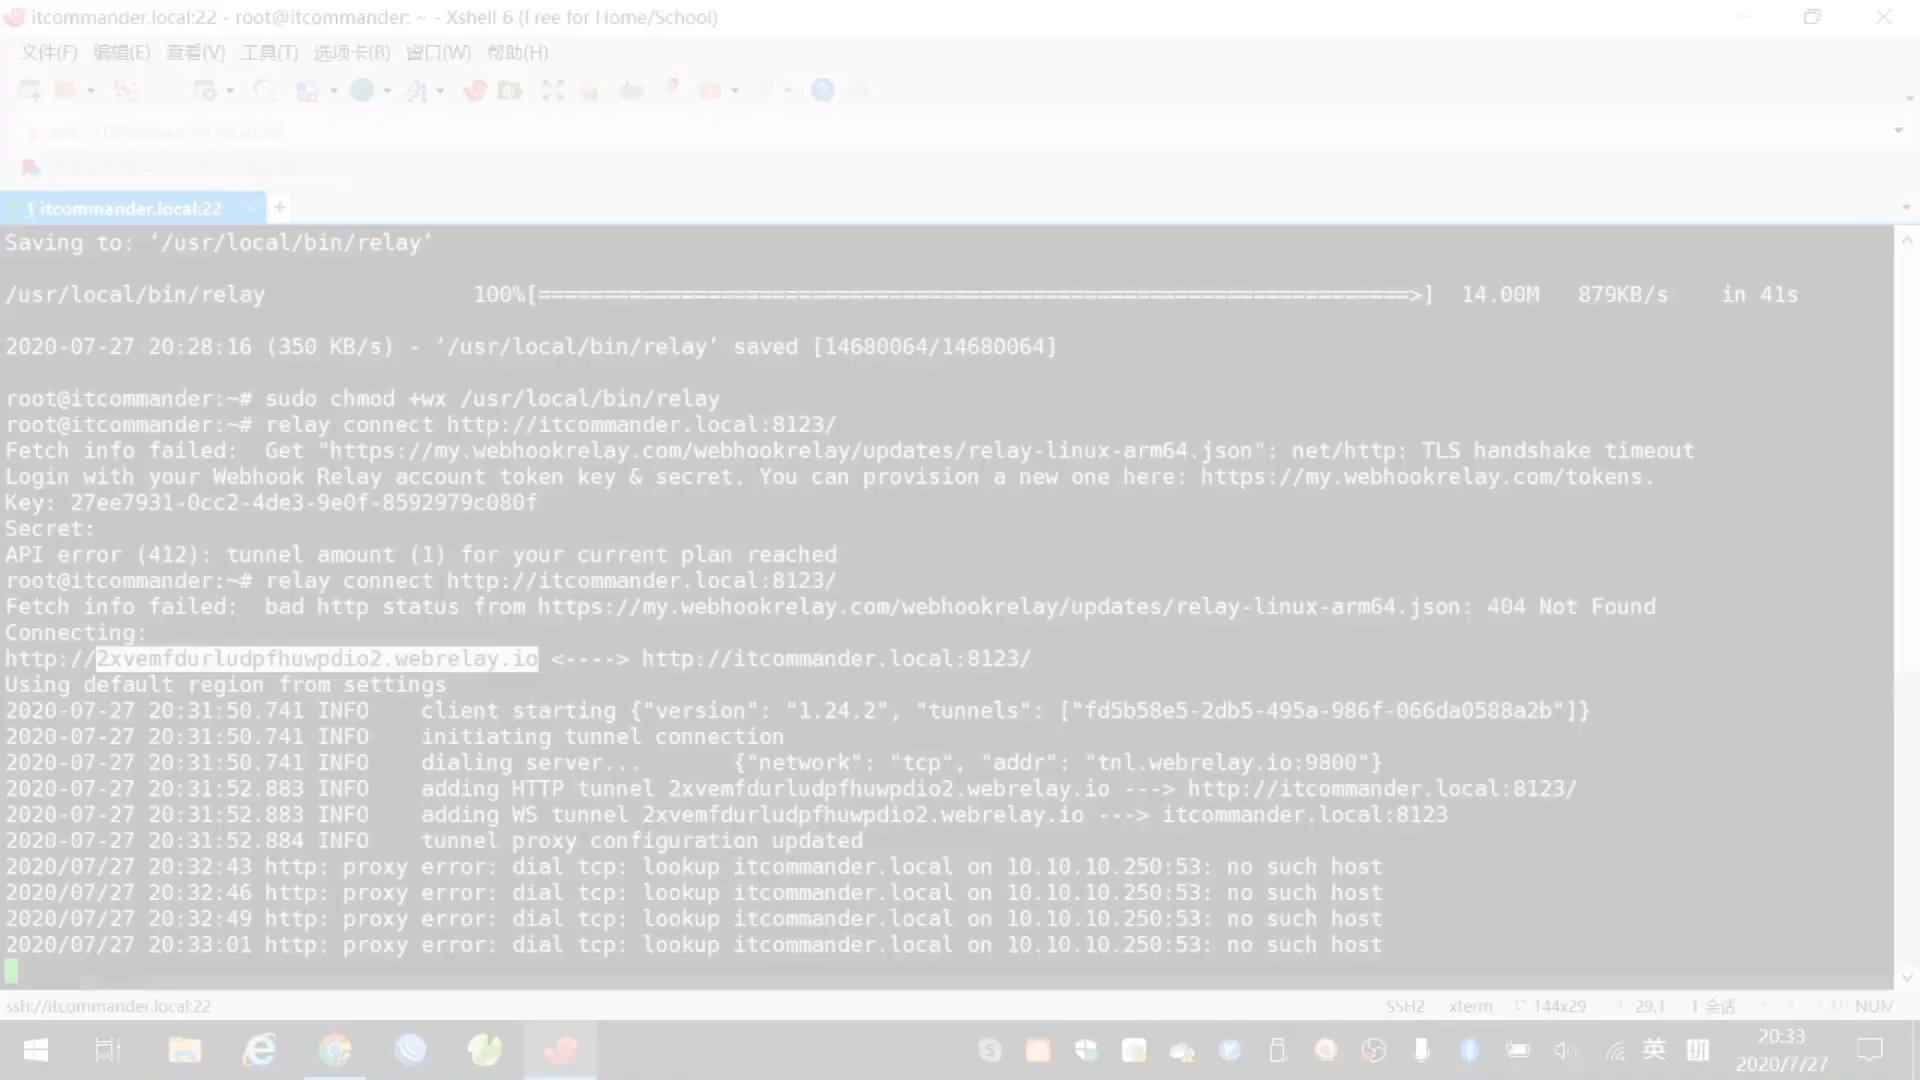 itcommander.local:22 - root@itcommander: ~ - Xshell 6 (Free for Home/School)
文件(F) 编辑(E) 查看(V) 工具(T) 选项卡(B) 窗口(W) 帮助(H)
1 itcommander.local:22 × +
Saving to: ‘/usr/local/bin/relay’
/usr/local/bin/relay 100%[===================================================================>] 14.00M 879KB/s in 41s
2020-07-27 20:28:16 (350 KB/s) - ‘/usr/local/bin/relay’ saved [14680064/14680064]
root@itcommander:~# sudo chmod +wx /usr/local/bin/relay
root@itcommander:~# relay connect http://itcommander.local:8123/
Fetch info failed: Get "https://my.webhookrelay.com/webhookrelay/updates/relay-linux-arm64.json": net/http: TLS handshake timeout
Login with your Webhook Relay account token key & secret. You can provision a new one here: https://my.webhookrelay.com/tokens.
Key: 27ee7931-0cc2-4de3-9e0f-8592979c080f
Secret:
API error (412): tunnel amount (1) for your current plan reached
root@itcommander:~# relay connect http://itcommander.local:8123/
Fetch info failed: bad http status from https://my.webhookrelay.com/webhookrelay/updates/relay-linux-arm64.json: 404 Not Found
Connecting:
http://2xvemfdurludpfhuwpdio2.webrelay.io <----> http://itcommander.local:8123/
Using default region from settings
2020-07-27 20:31:50.741 INFO client starting {"version": "1.24.2", "tunnels": ["fd5b58e5-2db5-495a-986f-066da0588a2b"]}
2020-07-27 20:31:50.741 INFO initiating tunnel connection
2020-07-27 20:31:50.741 INFO dialing server... {"network": "tcp", "addr": "tnl.webrelay.io:9800"}
2020-07-27 20:31:52.883 INFO adding HTTP tunnel 2xvemfdurludpfhuwpdio2.webrelay.io ---> http://itcommander.local:8123/
2020-07-27 20:31:52.883 INFO adding WS tunnel 2xvemfdurludpfhuwpdio2.webrelay.io ---> itcommander.local:8123
2020-07-27 20:31:52.884 INFO tunnel proxy configuration updated
2020/07/27 20:32:43 http: proxy error: dial tcp: lookup itcommander.local on 10.10.10.250:53: no such host
2020/07/27 20:32:46 http: proxy error: dial tcp: lookup itcommander.local on 10.10.10.250:53: no such host
2020/07/27 20:32:49 http: proxy error: dial tcp: lookup itcommander.local on 10.10.10.250:53: no such host
2020/07/27 20:33:01 http: proxy error: dial tcp: lookup itcommander.local on 10.10.10.250:53: no such host
ssh://itcommander.local:22 SSH2 xterm 144x29 29,1 1 会话 NUM
英 拼 20:33
2020/7/27